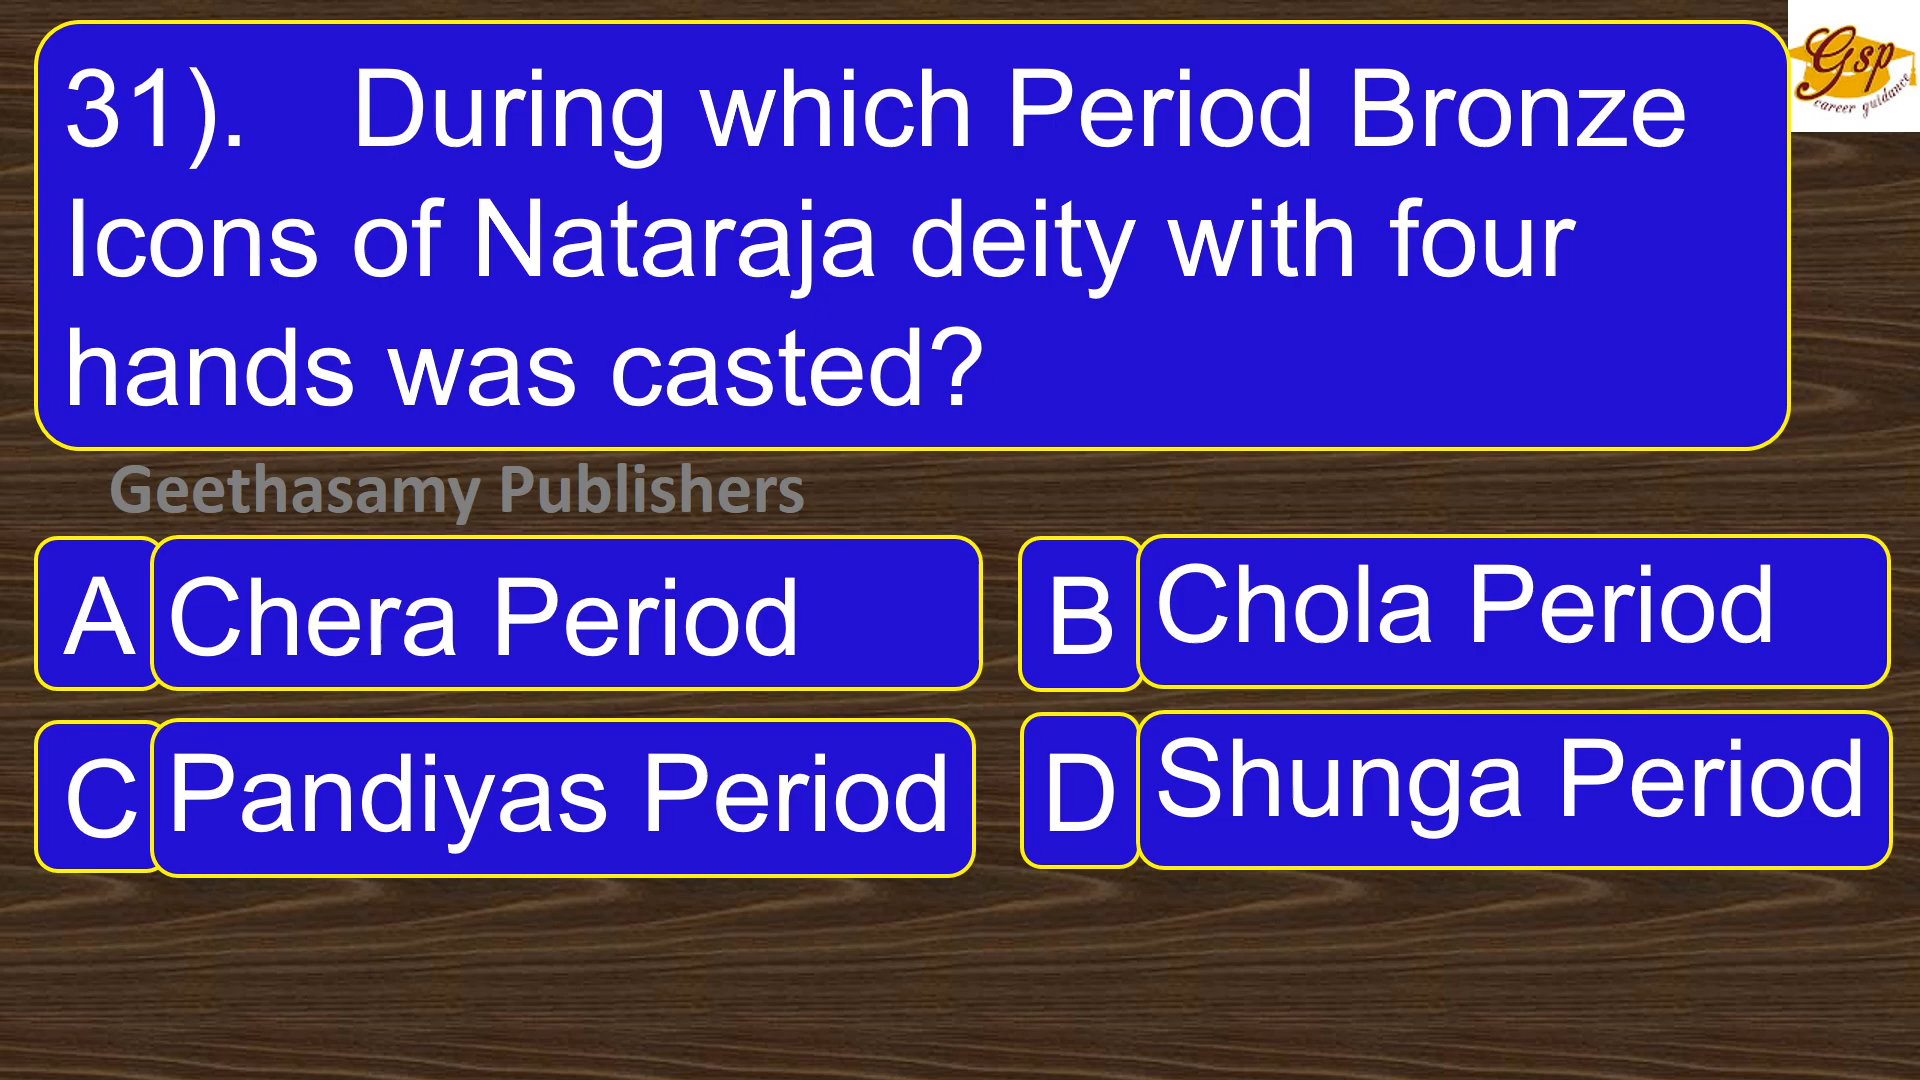 31). During which Period Bronze
Icons of Nataraja deity with four
hands was casted?
Gsp
career guidance
Geethasamy Publishers
A Chera Period
B Chola Period
C Pandiyas Period
D Shunga Period